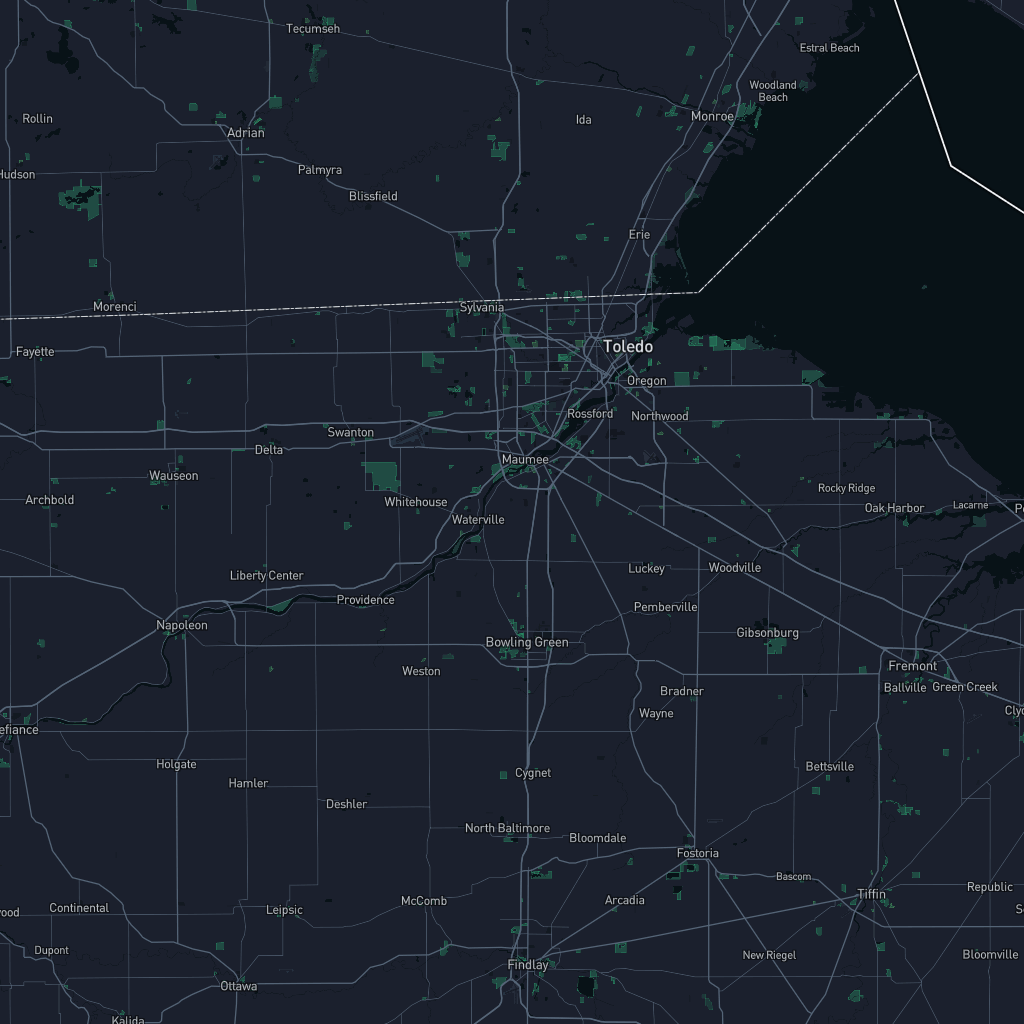 Tecumseh
Estral Beach
Woodland
Beach
Rollin
Ida
Monroe
Adrian
Hudson
Palmyra
Blissfield
Erie
Morenci
Sylvania
Toledo
Fayette
Oregon
Rossford
Northwood
Swanton
Delta
Maumee
Wauseon
Rocky Ridge
Archbold
Whitehouse
Oak Harbor
Lacarne
Waterville
Luckey
Woodville
Liberty Center
Providence
Pemberville
Napoleon
Gibsonburg
Bowling Green
Weston
Fremont
Bradner
Ballville
Green Creek
Wayne
efiance
Holgate
Bettsville
Cygnet
Hamler
Deshler
North Baltimore
Bloomdale
Fostoria
Bascom
Republic
Tiffin
McComb
Arcadia
Continental
Leipsic
wood
Dupont
New Riegel
Bloomville
Findlay
Ottawa
Kalida